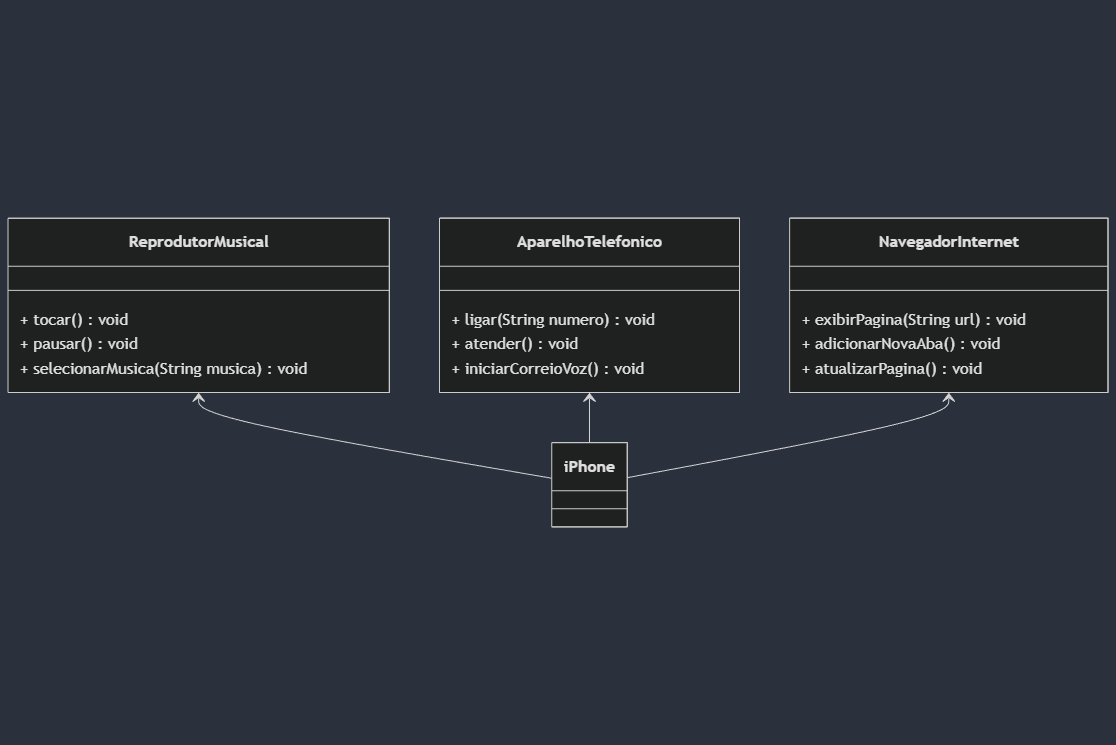 ReprodutorMusical
+ tocar() : void
+ pausar() : void
+ selecionarMusica(String musica) : void
AparelhoTelefonico
+ ligar(String numero) : void
+ atender() : void
+ iniciarCorreioVoz() : void
NavegadorInternet
+ exibirPagina(String url) : void
+ adicionarNovaAba() : void
+ atualizarPagina() : void
iPhone